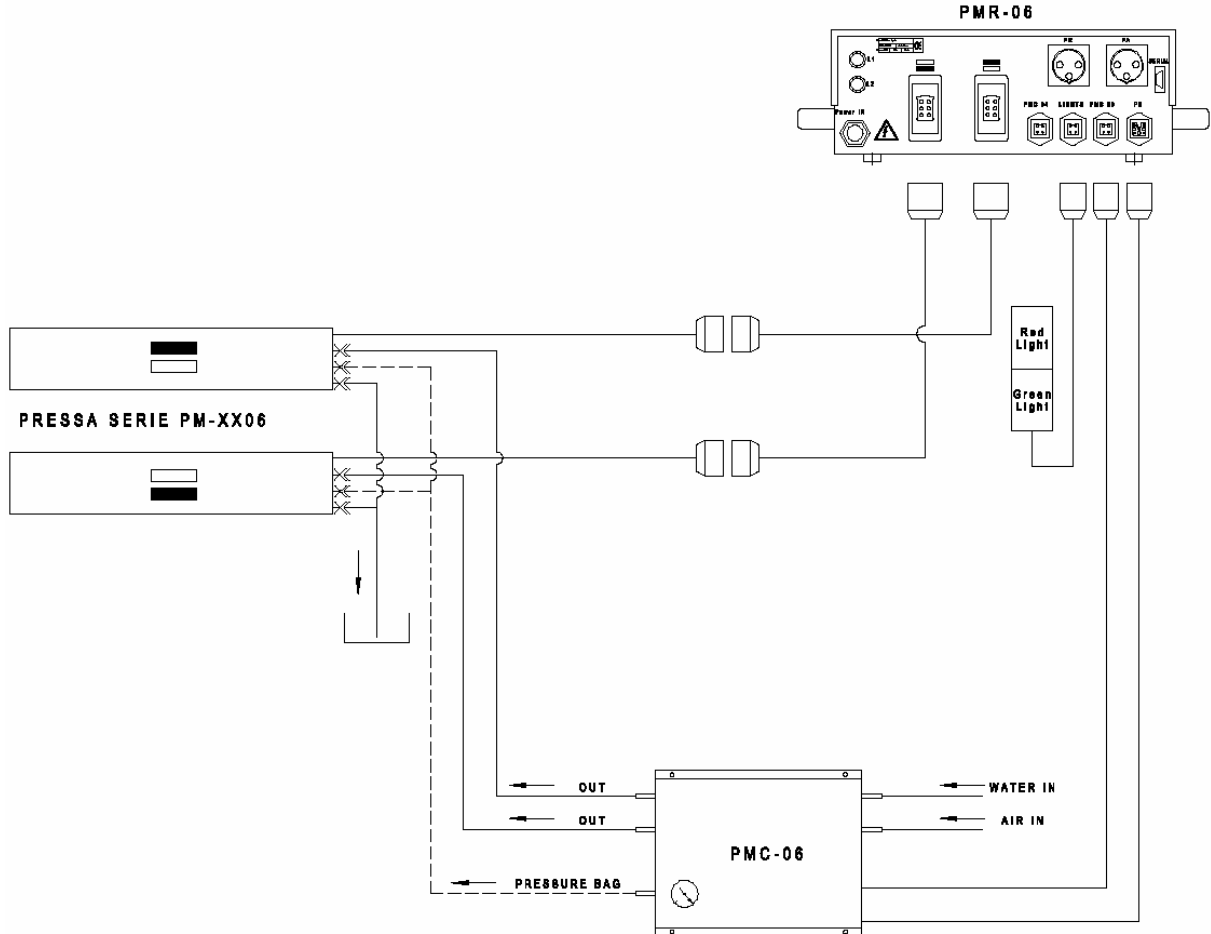 PMR-06
SERIAL
Power IN
LIGHTS
Red
Light
Green
Light
PRESSA SERIE PM-XX06
OUT
WATER IN
OUT
AIR IN
PMC-06
PRESSURE BAG